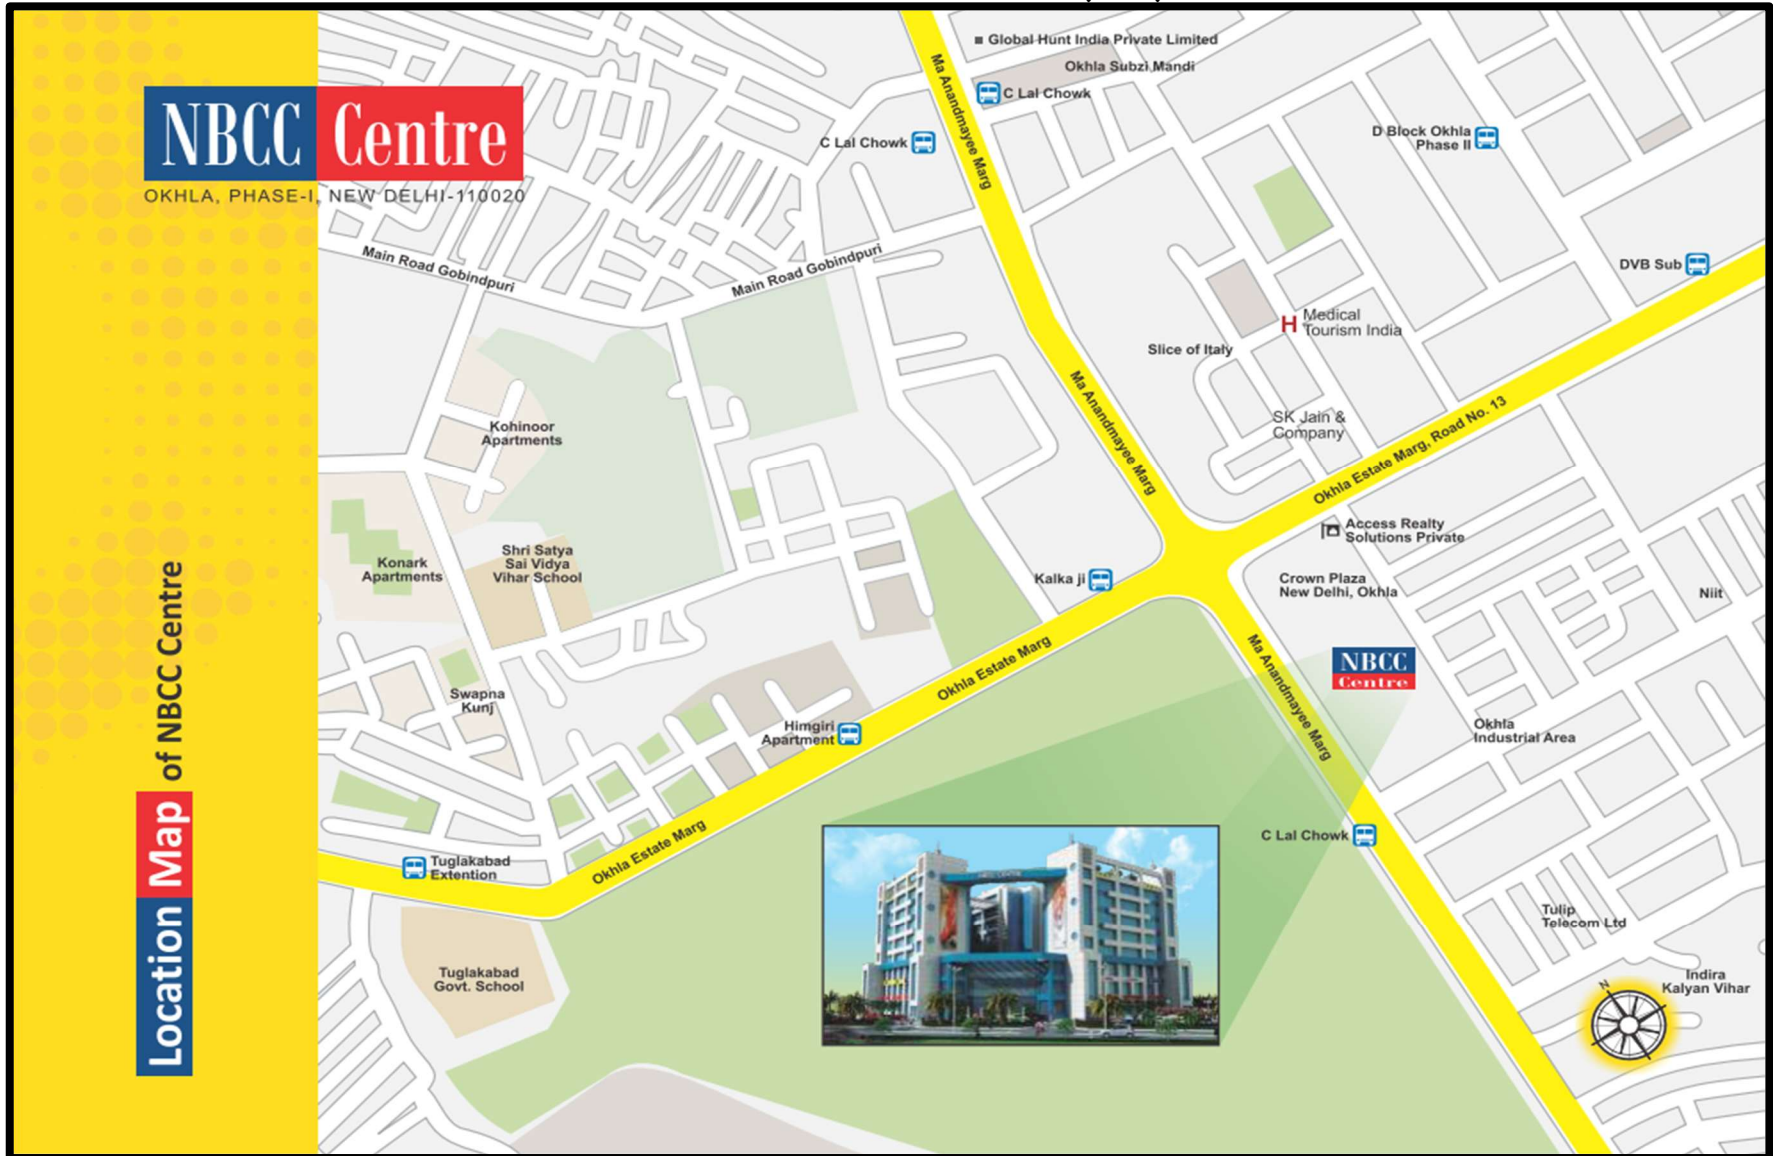 NBCC Centre
OKHLA, PHASE-I, NEW DELHI-110020
Location Map of NBCC Centre
Global Hunt India Private Limited
Okhla Subzi Mandi
C Lal Chowk
C Lal Chowk
Ma Anandmayee Marg
D Block Okhla
Phase II
DVB Sub
Main Road Gobindpuri
Main Road Gobindpuri
Medical
Tourism India
H
Slice of Italy
Ma Anandmayee Marg
SK Jain &
Company
Okhla Estate Marg, Road No. 13
Kohinoor
Apartments
Access Realty
Solutions Private
Konark
Apartments
Shri Satya
Sai Vidya
Vihar School
Kalka ji
Crown Plaza
New Delhi, Okhla
Niit
Okhla Estate Marg
Ma Anandmayee Marg
NBCC
Centre
Swapna
Kunj
Himgiri
Apartment
Okhla
Industrial Area
Okhla Estate Marg
C Lal Chowk
Tuglakabad
Extention
NBCC CENTRE
Tulip
Telecom Ltd
Tuglakabad
Govt. School
Indira
Kalyan Vihar
N